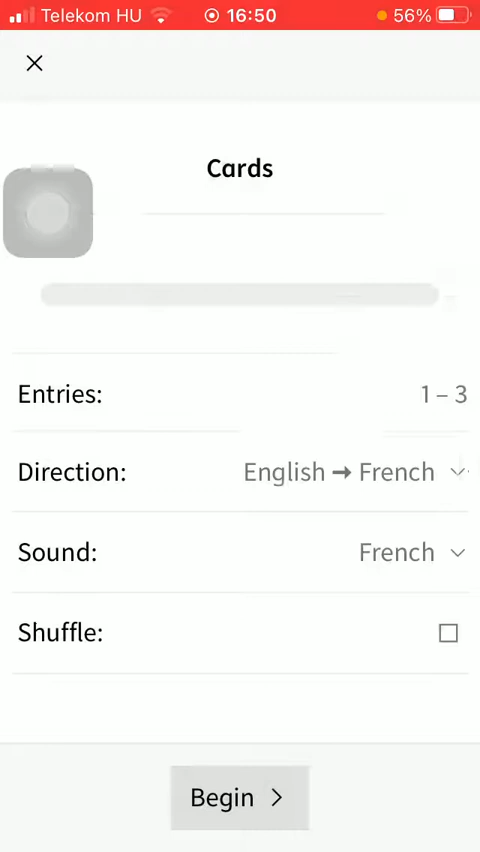 Telekom HU 16:50 56%
Cards
Entries: 1 – 3
Direction: English ➞ French
Sound: French
Shuffle:
Begin